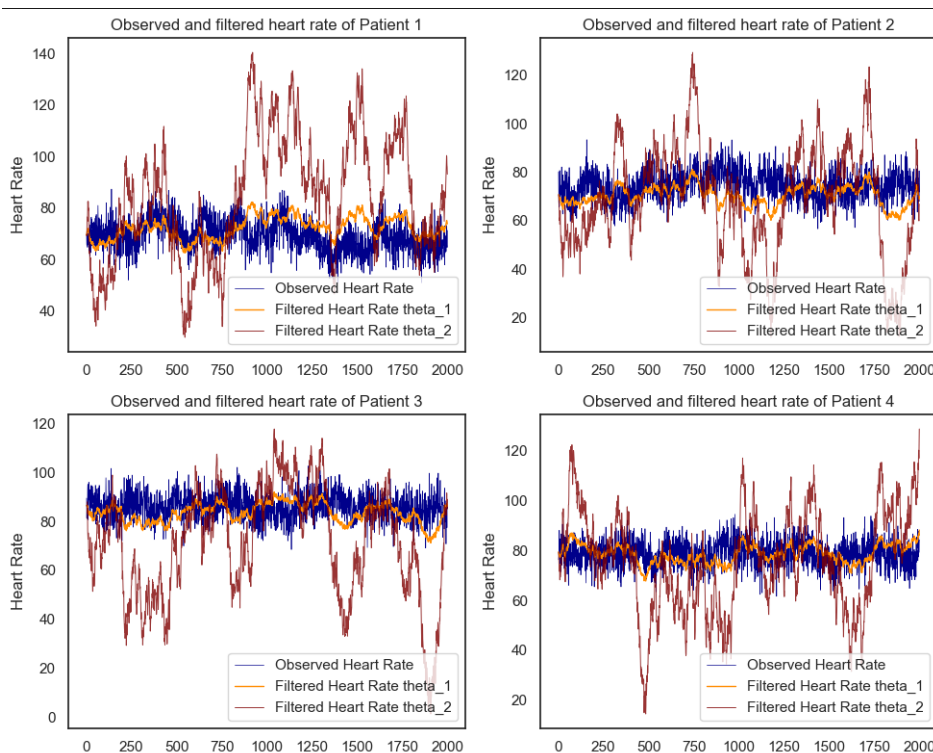 Observed and filtered heart rate of Patient 1
Heart Rate
140
120
100
80
60
40
0 250 500 750 1000 1250 1500 1750 2000
Observed Heart Rate
Filtered Heart Rate theta_1
Filtered Heart Rate theta_2
Observed and filtered heart rate of Patient 2
Heart Rate
120
100
80
60
40
20
0 250 500 750 1000 1250 1500 1750 2000
Observed Heart Rate
Filtered Heart Rate theta_1
Filtered Heart Rate theta_2
Observed and filtered heart rate of Patient 3
Heart Rate
120
100
80
60
40
20
0
0 250 500 750 1000 1250 1500 1750 2000
Observed Heart Rate
Filtered Heart Rate theta_1
Filtered Heart Rate theta_2
Observed and filtered heart rate of Patient 4
Heart Rate
120
100
80
60
40
20
0 250 500 750 1000 1250 1500 1750 2000
Observed Heart Rate
Filtered Heart Rate theta_1
Filtered Heart Rate theta_2